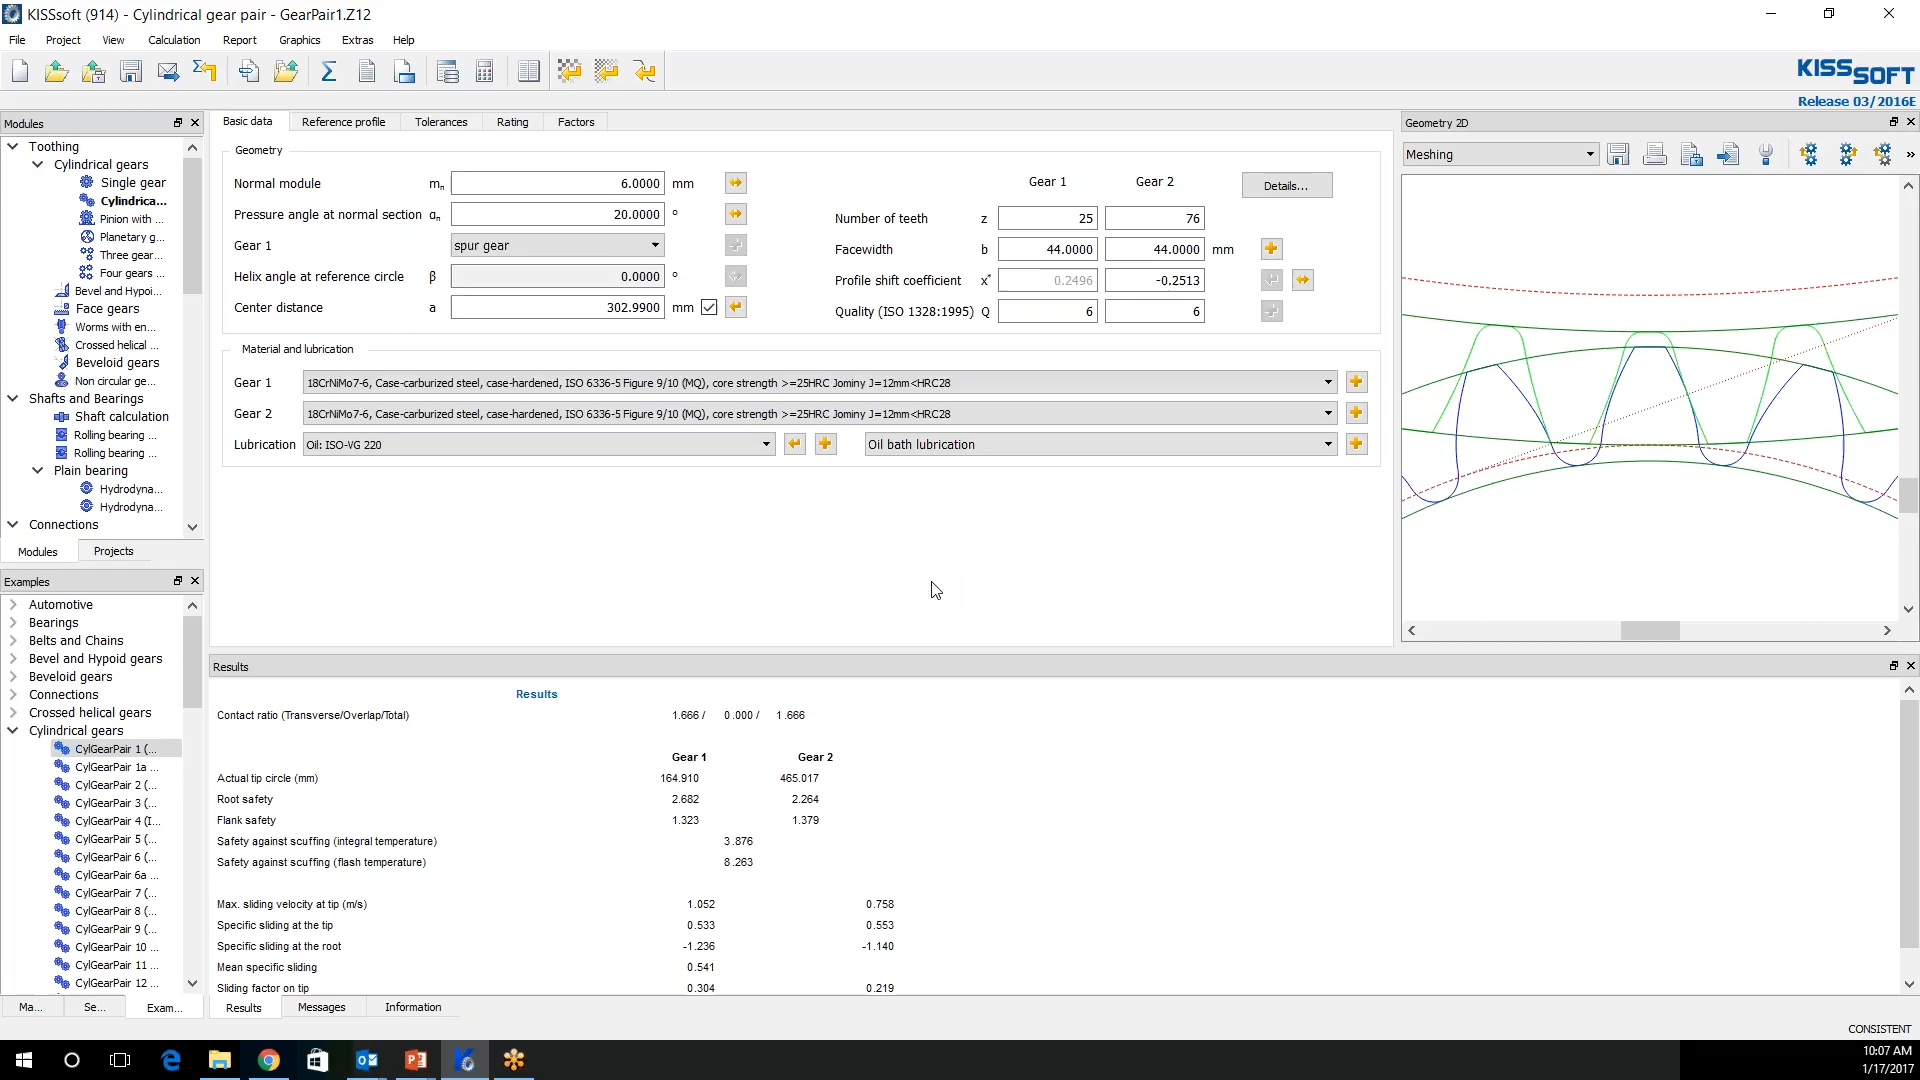 KISSsoft (914) - Cylindrical gear pair - GearPair1.Z12
File Project View Calculation Report Graphics Extras Help
KISSSOFT
Release 03/2016E
Modules
Toothing
Cylindrical gears
Single gear
Cylindrica...
Pinion with ...
Planetary g...
Three gear...
Four gears ...
Bevel and Hypoi...
Face gears
Worms with en...
Crossed helical ...
Beveloid gears
Non circular ge...
Shafts and Bearings
Shaft calculation
Rolling bearing ...
Rolling bearing ...
Plain bearing
Hydrodyna...
Hydrodyna...
Connections
Modules Projects
Examples
Automotive
Bearings
Belts and Chains
Bevel and Hypoid gears
Beveloid gears
Connections
Crossed helical gears
Cylindrical gears
CylGearPair 1 (...
CylGearPair 1a ...
CylGearPair 2 (...
CylGearPair 3 (...
CylGearPair 4 (I...
CylGearPair 5 (...
CylGearPair 6 (...
CylGearPair 6a ...
CylGearPair 7 (...
CylGearPair 8 (...
CylGearPair 9 (...
CylGearPair 10 ...
CylGearPair 11 ...
CylGearPair 12 ...
Ma... Se... Exam...
Basic data Reference profile Tolerances Rating Factors
Geometry
Normal module mn 6.0000 mm
Pressure angle at normal section αn 20.0000 °
Gear 1 spur gear
Helix angle at reference circle β 0.0000 °
Center distance a 302.9900 mm
Gear 1 Gear 2 Details...
Number of teeth z 25 76
Facewidth b 44.0000 44.0000 mm
Profile shift coefficient x* 0.2496 -0.2513
Quality (ISO 1328:1995) Q 6 6
Material and lubrication
Gear 1 18CrNiMo7-6, Case-carburized steel, case-hardened, ISO 6336-5 Figure 9/10 (MQ), core strength >=25HRC Jominy J=12mm<HRC28
Gear 2 18CrNiMo7-6, Case-carburized steel, case-hardened, ISO 6336-5 Figure 9/10 (MQ), core strength >=25HRC Jominy J=12mm<HRC28
Lubrication Oil: ISO-VG 220 Oil bath lubrication
Geometry 2D
Meshing
Results
Results
Contact ratio (Transverse/Overlap/Total) 1.666 / 0.000 / 1.666
Gear 1 Gear 2
Actual tip circle (mm) 164.910 465.017
Root safety 2.682 2.264
Flank safety 1.323 1.379
Safety against scuffing (integral temperature) 3.876
Safety against scuffing (flash temperature) 8.263
Max. sliding velocity at tip (m/s) 1.052 0.758
Specific sliding at the tip 0.533 0.553
Specific sliding at the root -1.236 -1.140
Mean specific sliding 0.541
Sliding factor on tip 0.304 0.219
Results Messages Information
CONSISTENT
10:07 AM
1/17/2017